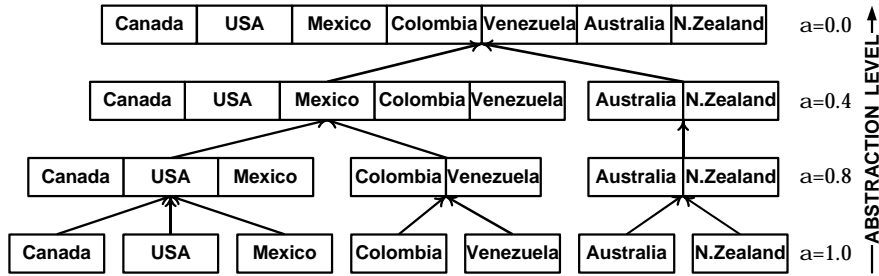 Canada USA Mexico Colombia Venezuela Australia N.Zealand a=0.0
Canada USA Mexico Colombia Venezuela Australia N.Zealand a=0.4
Canada USA Mexico Colombia Venezuela Australia N.Zealand a=0.8
Canada USA Mexico Colombia Venezuela Australia N.Zealand a=1.0
ABSTRACTION LEVEL